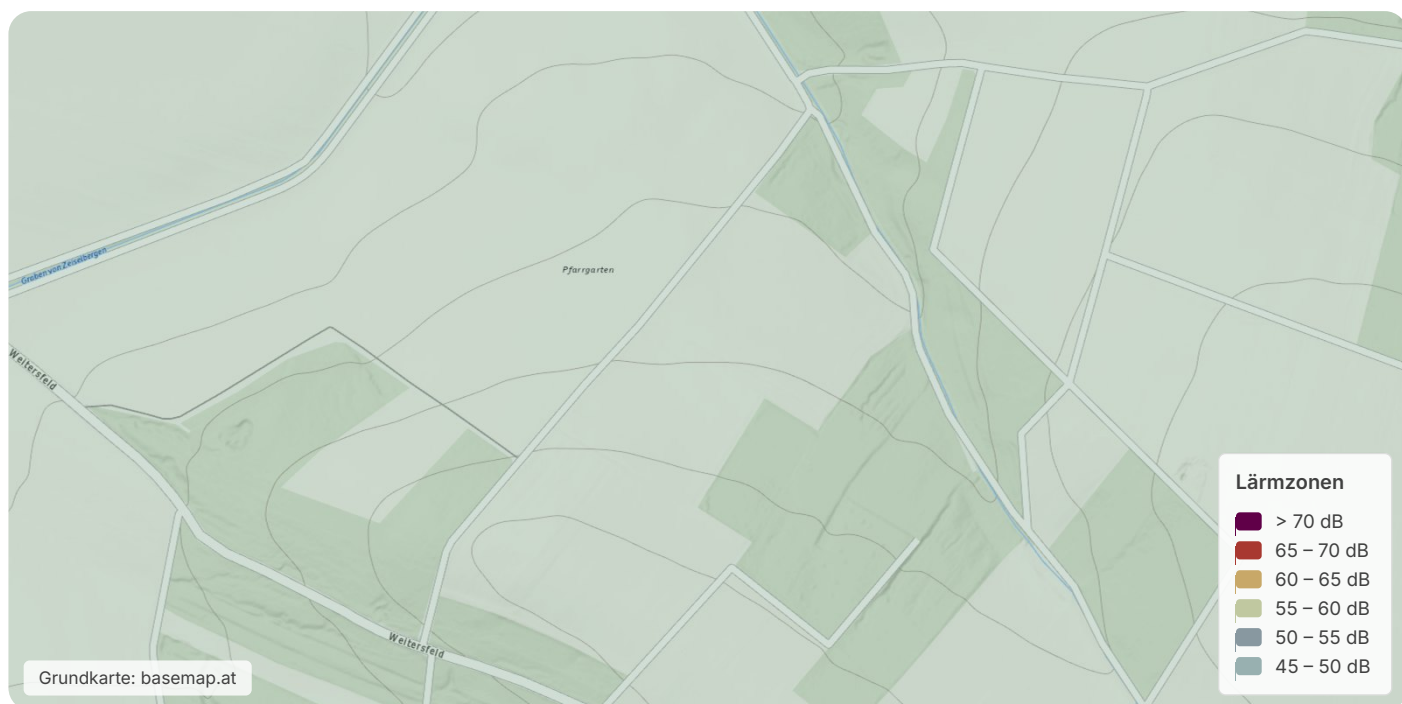 Graben von Zeiselbergen
Pfarrgarten
Weitersfeld
Weitersfeld
Lärmzonen
> 70 dB
65 – 70 dB
60 – 65 dB
55 – 60 dB
50 – 55 dB
45 – 50 dB
Grundkarte: basemap.at